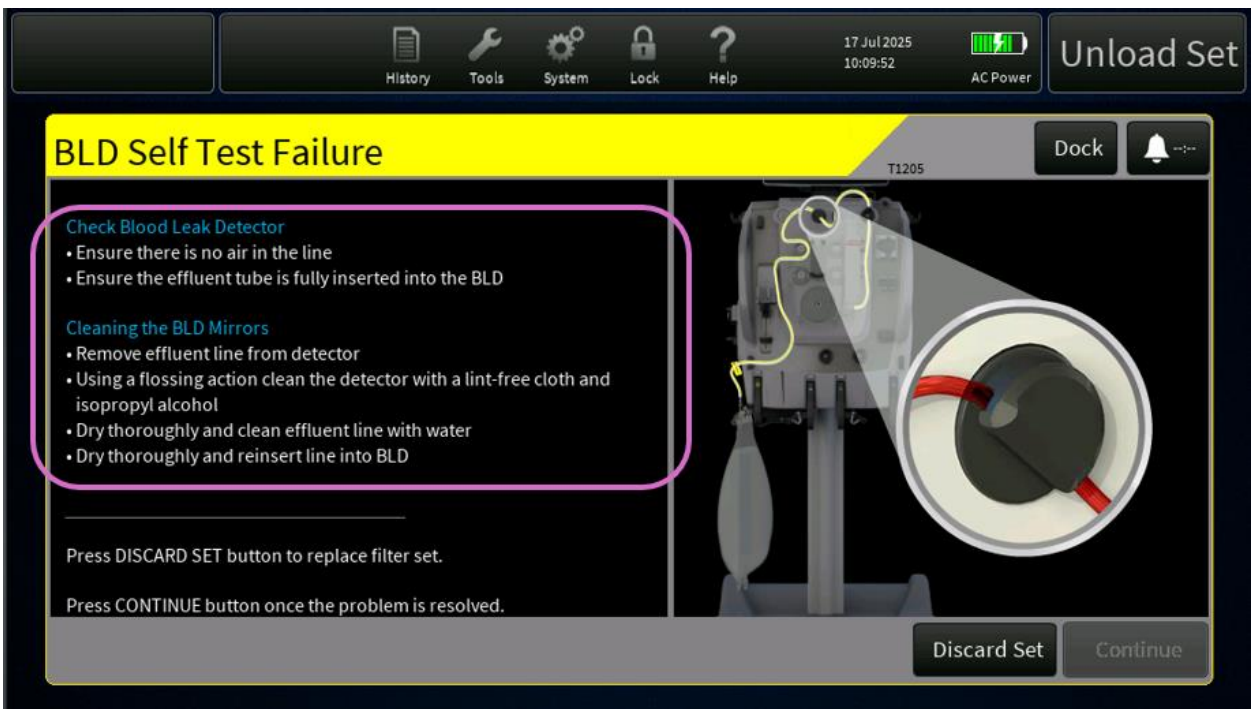 History
Tools
System
Lock
Help
17 Jul 2025
10:09:52
AC Power
Unload Set
BLD Self Test Failure
T1205
Dock
--:--
Check Blood Leak Detector
• Ensure there is no air in the line
• Ensure the effluent tube is fully inserted into the BLD
Cleaning the BLD Mirrors
• Remove effluent line from detector
• Using a flossing action clean the detector with a lint-free cloth and
isopropyl alcohol
• Dry thoroughly and clean effluent line with water
• Dry thoroughly and reinsert line into BLD
Press DISCARD SET button to replace filter set.
Press CONTINUE button once the problem is resolved.
Discard Set
Continue